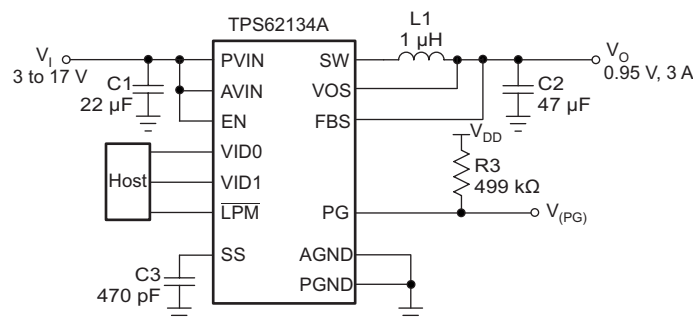 TPS62134A
L1
1 µH
V_I
3 to 17 V
PVIN
SW
V_O
0.95 V, 3 A
C1
22 µF
AVIN
VOS
C2
47 µF
EN
FBS
V_DD
VID0
R3
499 kΩ
Host
VID1
LPM
PG
V_(PG)
SS
AGND
C3
470 pF
PGND